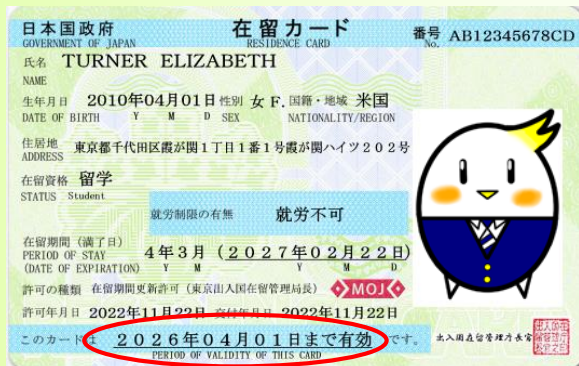 日本国政府 在留カード 番号 AB12345678CD
GOVERNMENT OF JAPAN RESIDENCE CARD No.
氏名 TURNER ELIZABETH
NAME
生年月日 2010年04月01日 性別 女 F. 国籍・地域 米国
DATE OF BIRTH Y M D SEX NATIONALITY/REGION
住居地 東京都千代田区霞が関1丁目1番1号霞が関ハイツ202号
ADDRESS
在留資格 留学
STATUS Student
就労制限の有無 就労不可
在留期間(満了日) 4年3月(2027年02月22日)
PERIOD OF STAY Y M Y M D
(DATE OF EXPIRATION)
許可の種類 在留期間更新許可(東京出入国在留管理局長) MOJ
許可年月日 2022年11月22日 交付年月日 2022年11月22日
このカードは 2026年04月01日まで有効 です。 出入国在留管理庁長官
PERIOD OF VALIDITY OF THIS CARD